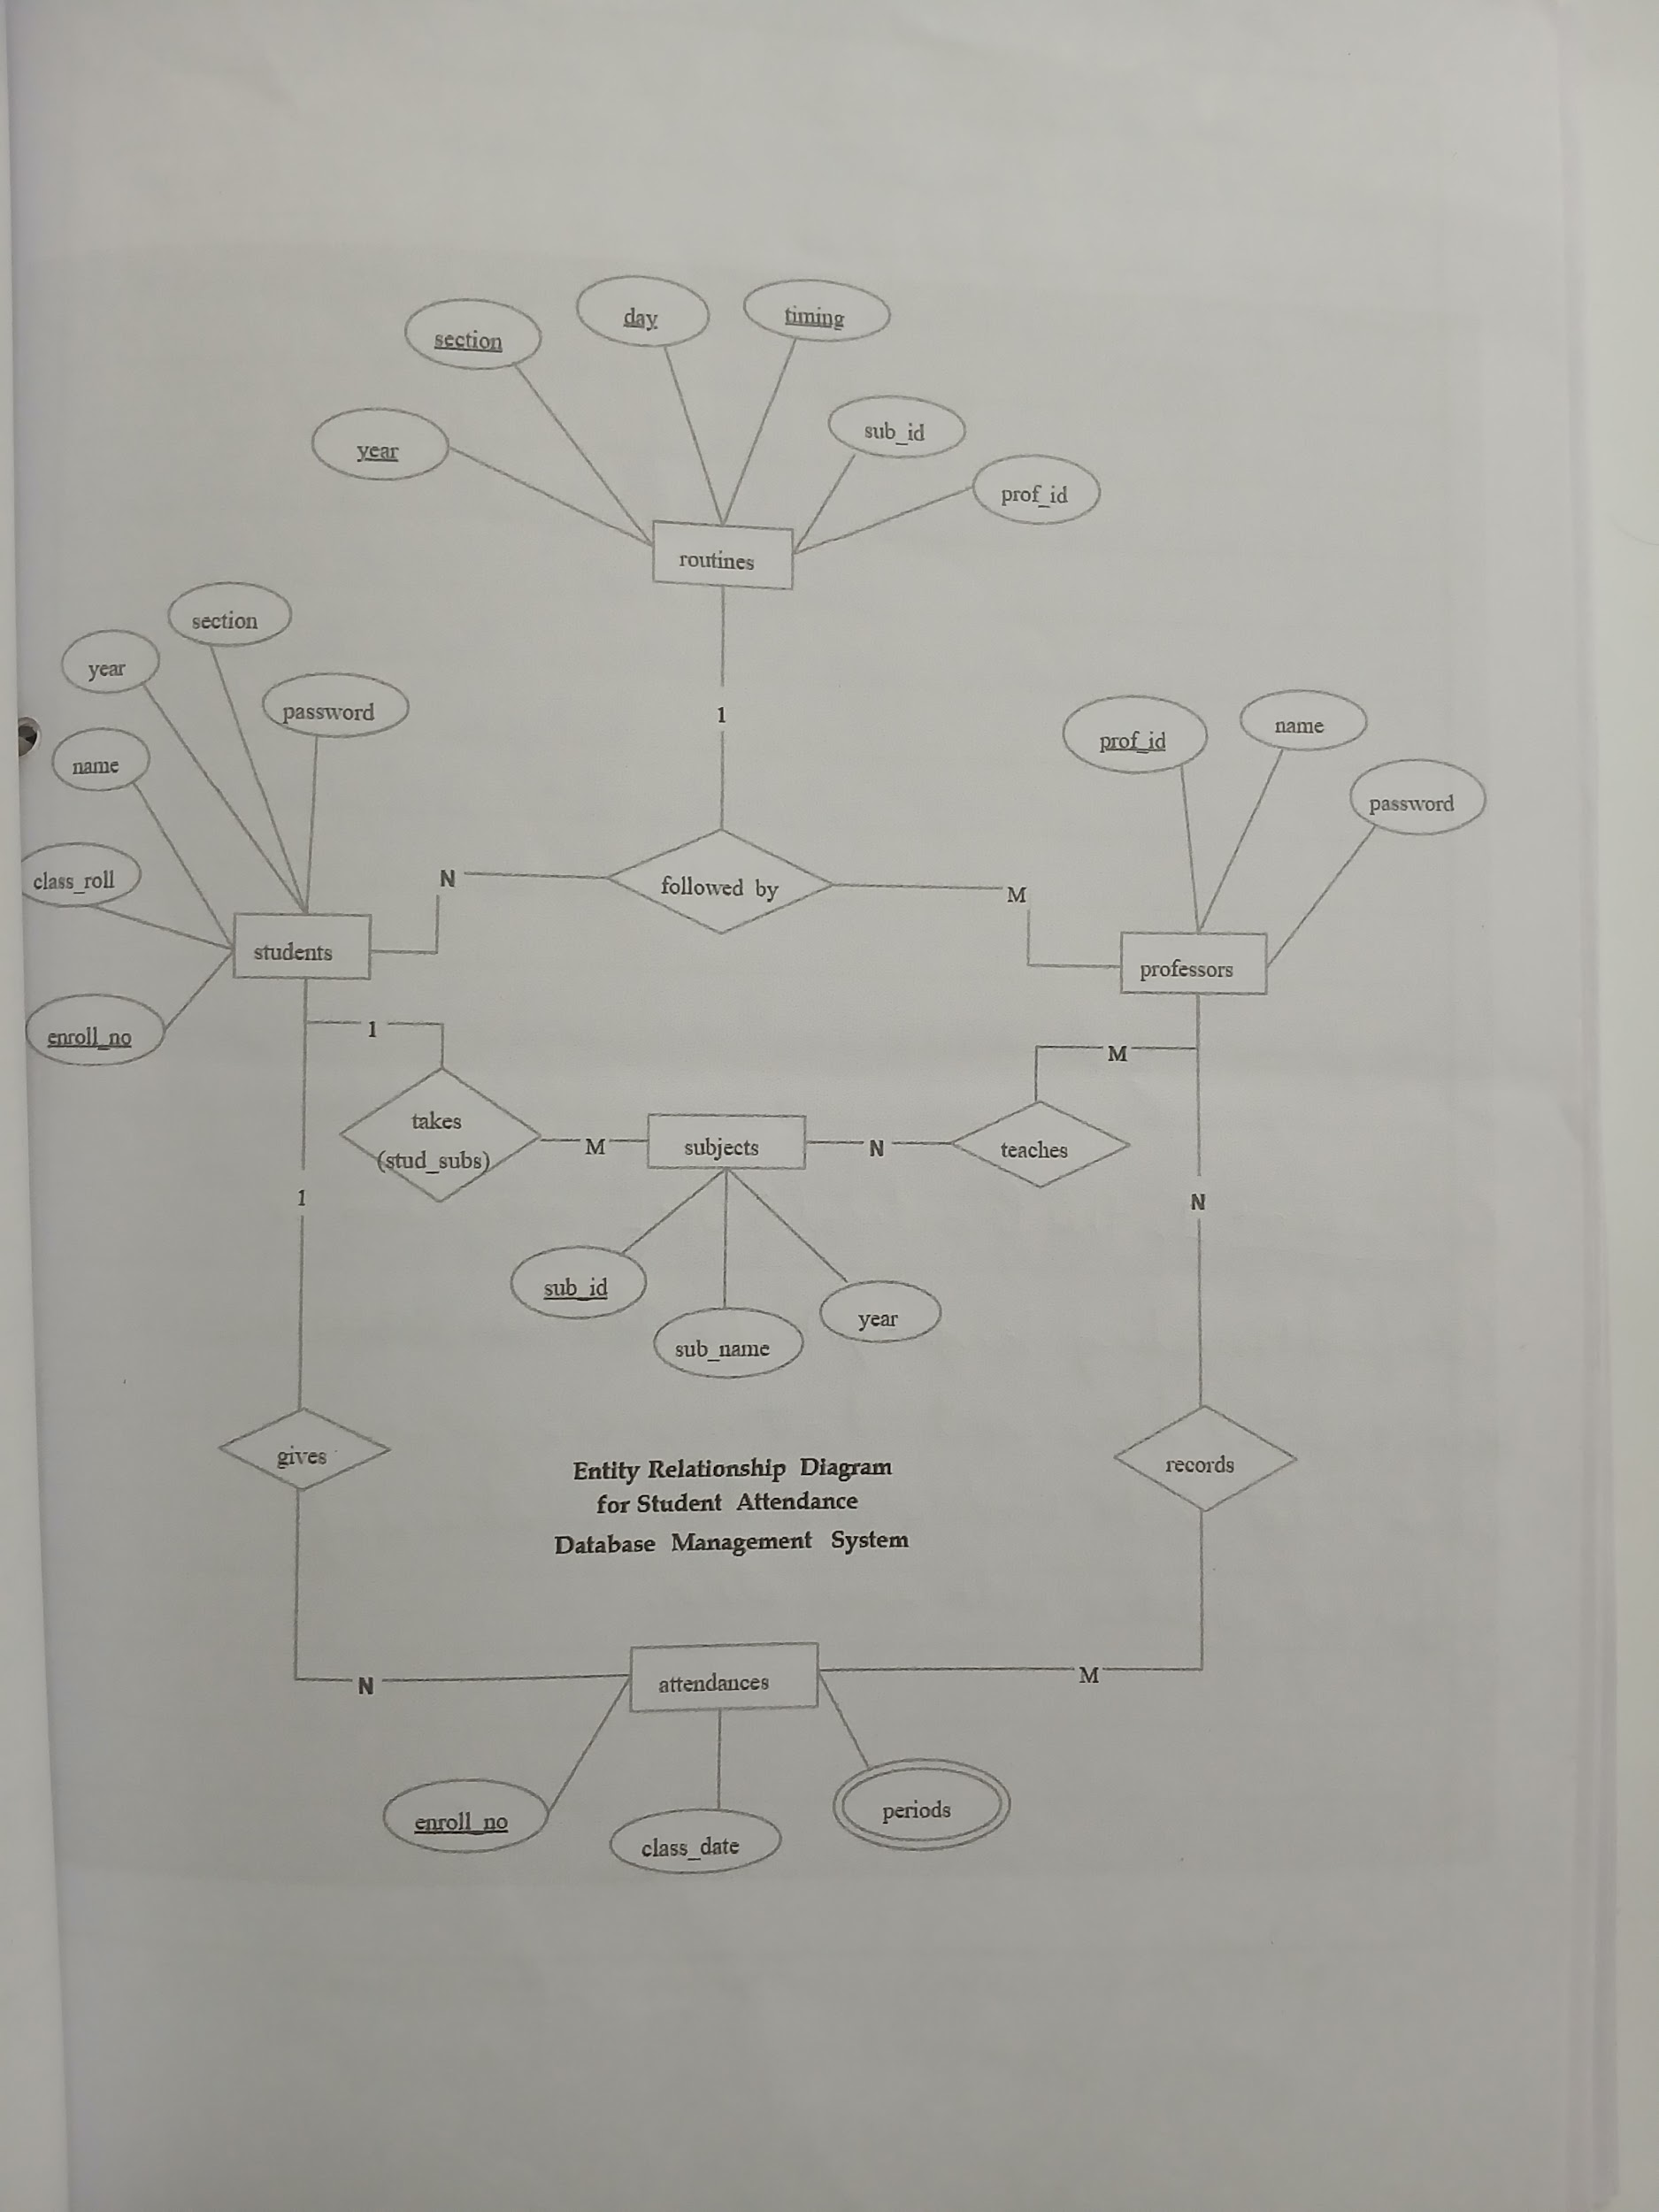 day
timing
section
sub_id
year
prof_id
routines
section
year
password
1
prof_id
name
name
password
class_roll
N
followed by
M
students
professors
enroll_no
1
M
takes
(stud_subs)
M
subjects
N
teaches
1
N
sub_id
year
sub_name
gives
records
Entity Relationship Diagram
for Student Attendance
Database Management System
N
attendances
M
enroll_no
class_date
periods